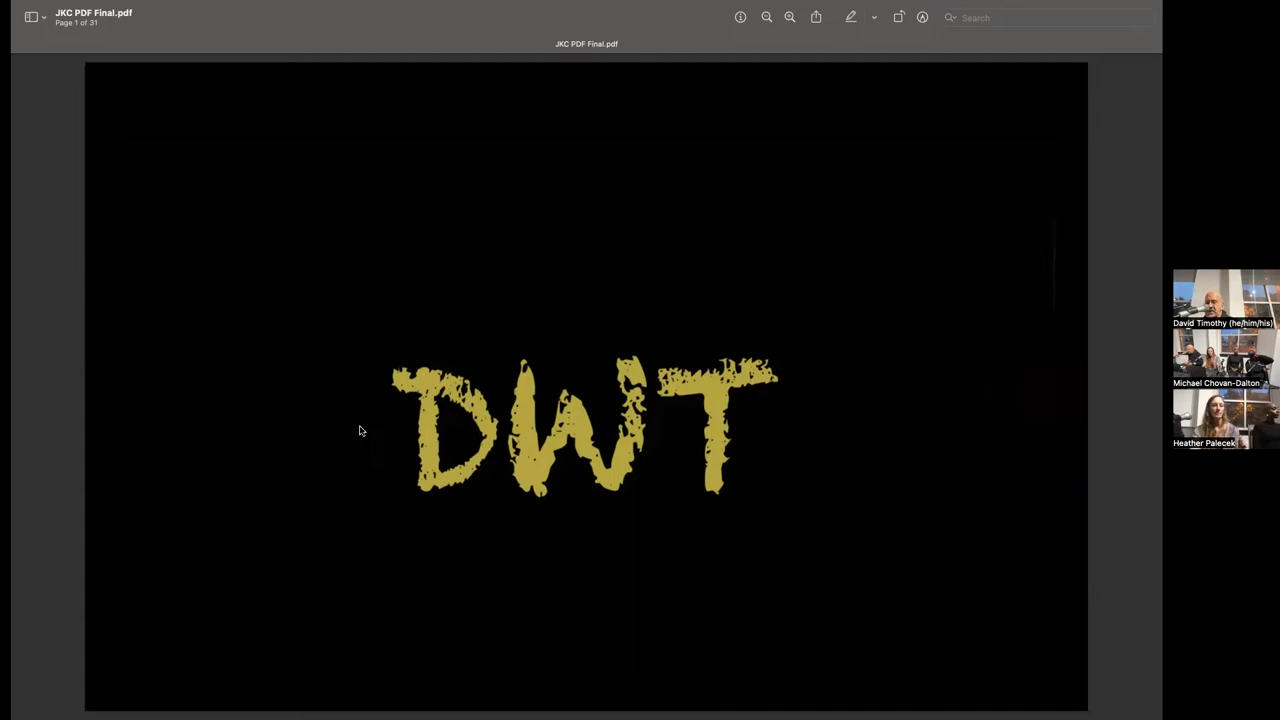 JKC PDF Final.pdf
Page 1 of 31
Search
JKC PDF Final.pdf
DWT
David Timothy (he/him/his)
Michael Chovan-Dalton
Heather Palecek